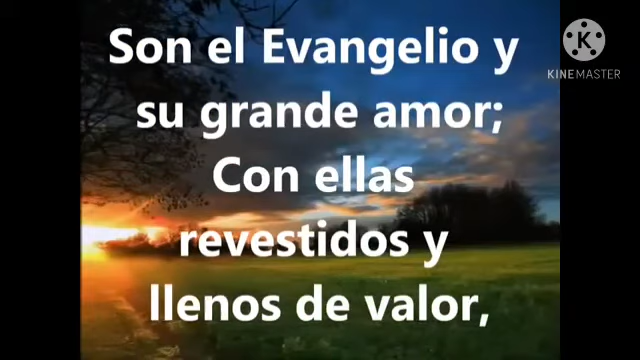 Son el Evangelio y
su grande amor;
Con ellas
revestidos y
llenos de valor,
KINEMASTER